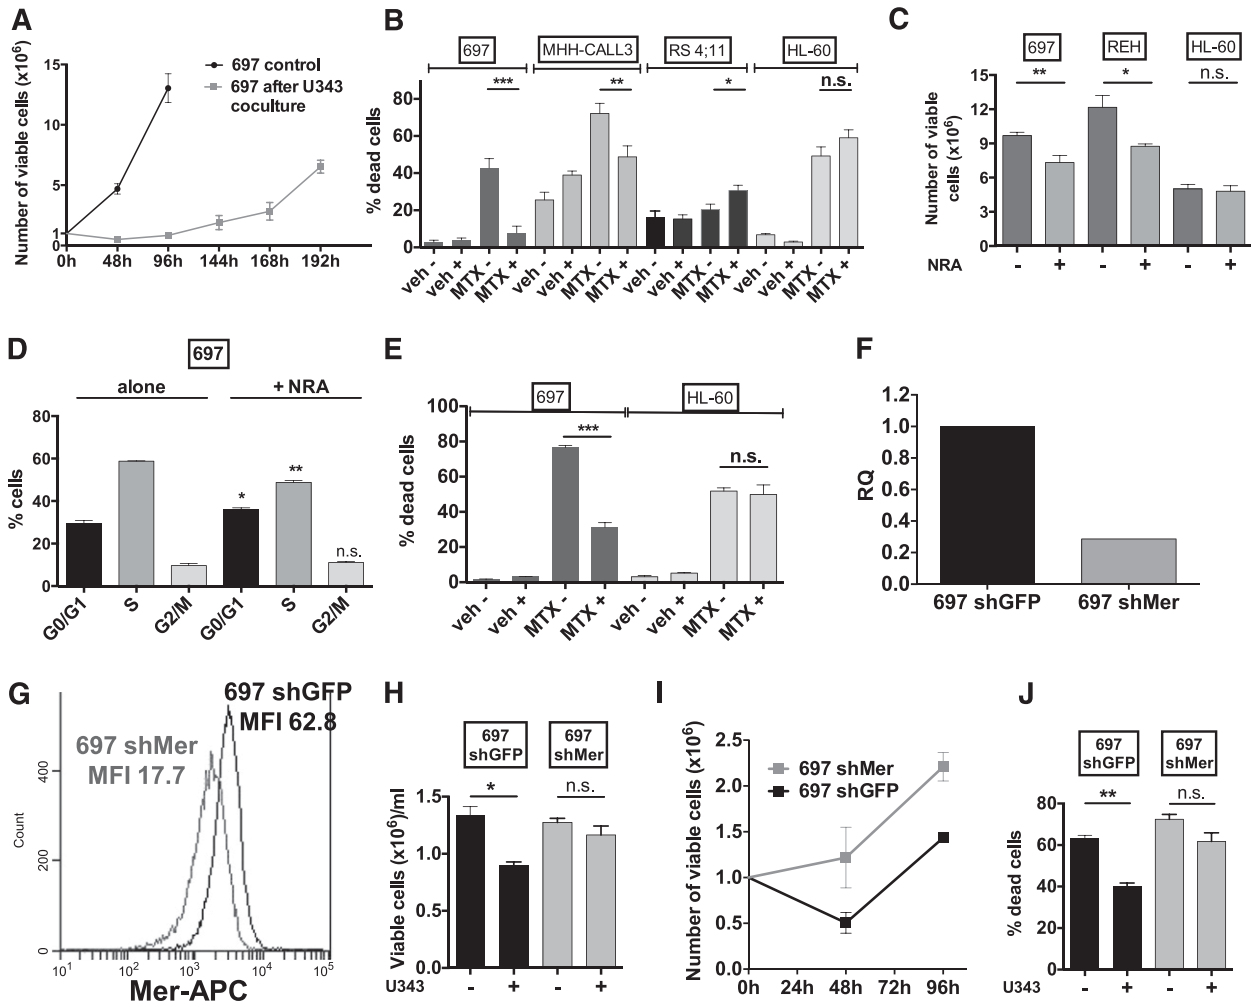 A
Number of viable cells (x10⁶)
15
10
5
1
0
0h 48h 96h 144h 168h 192h
697 control
697 after U343
coculture
B
697 MHH-CALL3 RS 4;11 HL-60
*** ** * n.s.
% dead cells
80
60
40
20
0
veh - veh + MTX - MTX + veh - veh + MTX - MTX + veh - veh + MTX - MTX + veh - veh + MTX - MTX +
C
697 REH HL-60
** * n.s.
Number of viable
cells (x10⁶)
15
9
6
3
0
NRA - + - + - +
D
697
alone + NRA
% cells
80
60
40
20
0
* ** n.s.
G0/G1 S G2/M G0/G1 S G2/M
E
697 HL-60
*** n.s.
% dead cells
100
80
60
40
20
0
veh - veh + MTX - MTX + veh - veh + MTX - MTX +
F
RQ
1.2
1.0
0.8
0.6
0.4
0.2
0.0
697 shGFP 697 shMer
G
697 shGFP
MFI 62.8
697 shMer
MFI 17.7
Count
400
200
0
10¹ 10² 10³ 10⁴ 10⁵
Mer-APC
H
697
shGFP
697
shMer
* n.s.
Viable cells (x10⁶)/ml
1.5
1.0
0.5
0.0
U343 - + - +
I
Number of viable cells (x10⁶)
2.5
2.0
1.5
1.0
0.5
0.0
697 shMer
697 shGFP
0h 24h 48h 72h 96h
J
697
shGFP
697
shMer
** n.s.
% dead cells
80
60
40
20
0
U343 - + - +